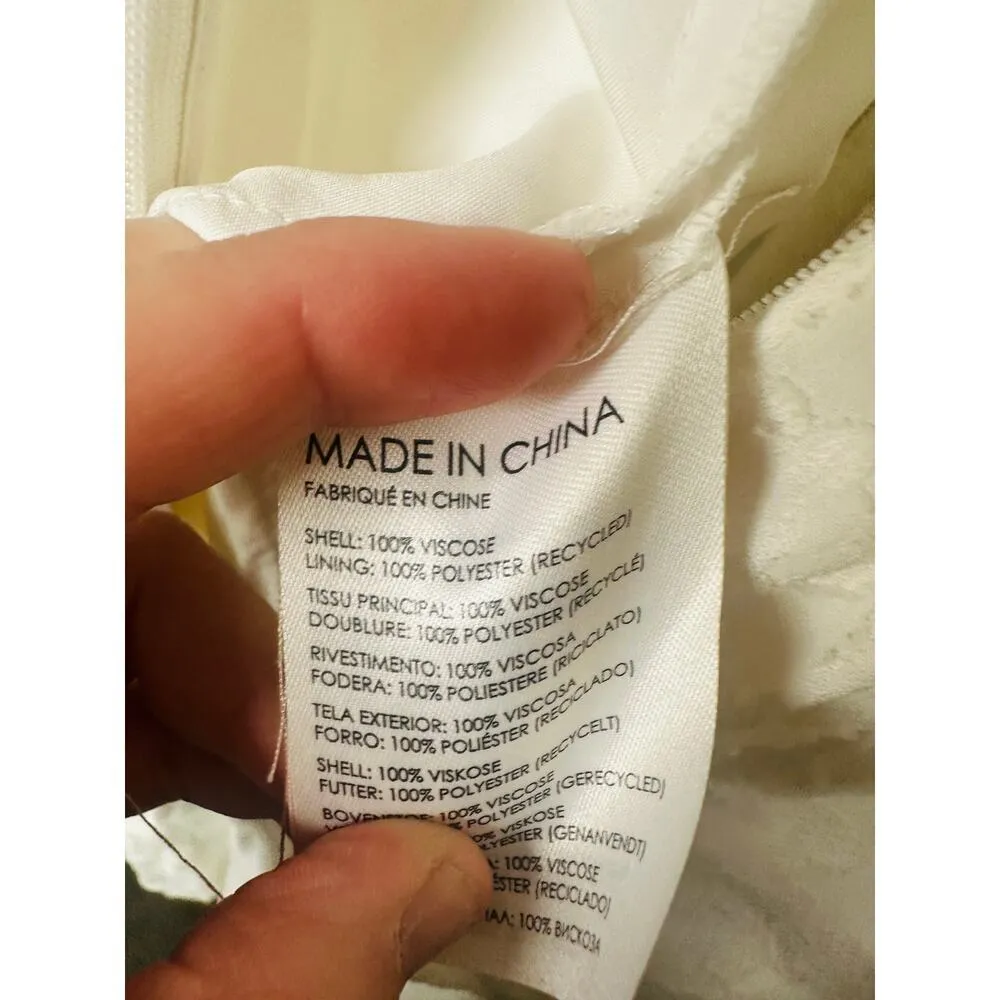 MADE IN CHINA
FABRIQUÉ EN CHINE
SHELL: 100% VISCOSE
LINING: 100% POLYESTER (RECYCLED)
TISSU PRINCIPAL: 100% VISCOSE
DOUBLURE: 100% POLYESTER (RECYCLÉ)
RIVESTIMENTO: 100% VISCOSA
FODERA: 100% POLIESTERE (RICICLATO)
TELA EXTERIOR: 100% VISCOSA
FORRO: 100% POLIÉSTER (RECICLADO)
SHELL: 100% VISKOSE
FUTTER: 100% POLYESTER (RECYCELT)
100% VISCOSE
% POLYESTER (GERECYCLED)
VISKOSE
(GENANVENDT)
: 100% VISCOSE
(RECICLADO)
: 100% ВИСКОЗА